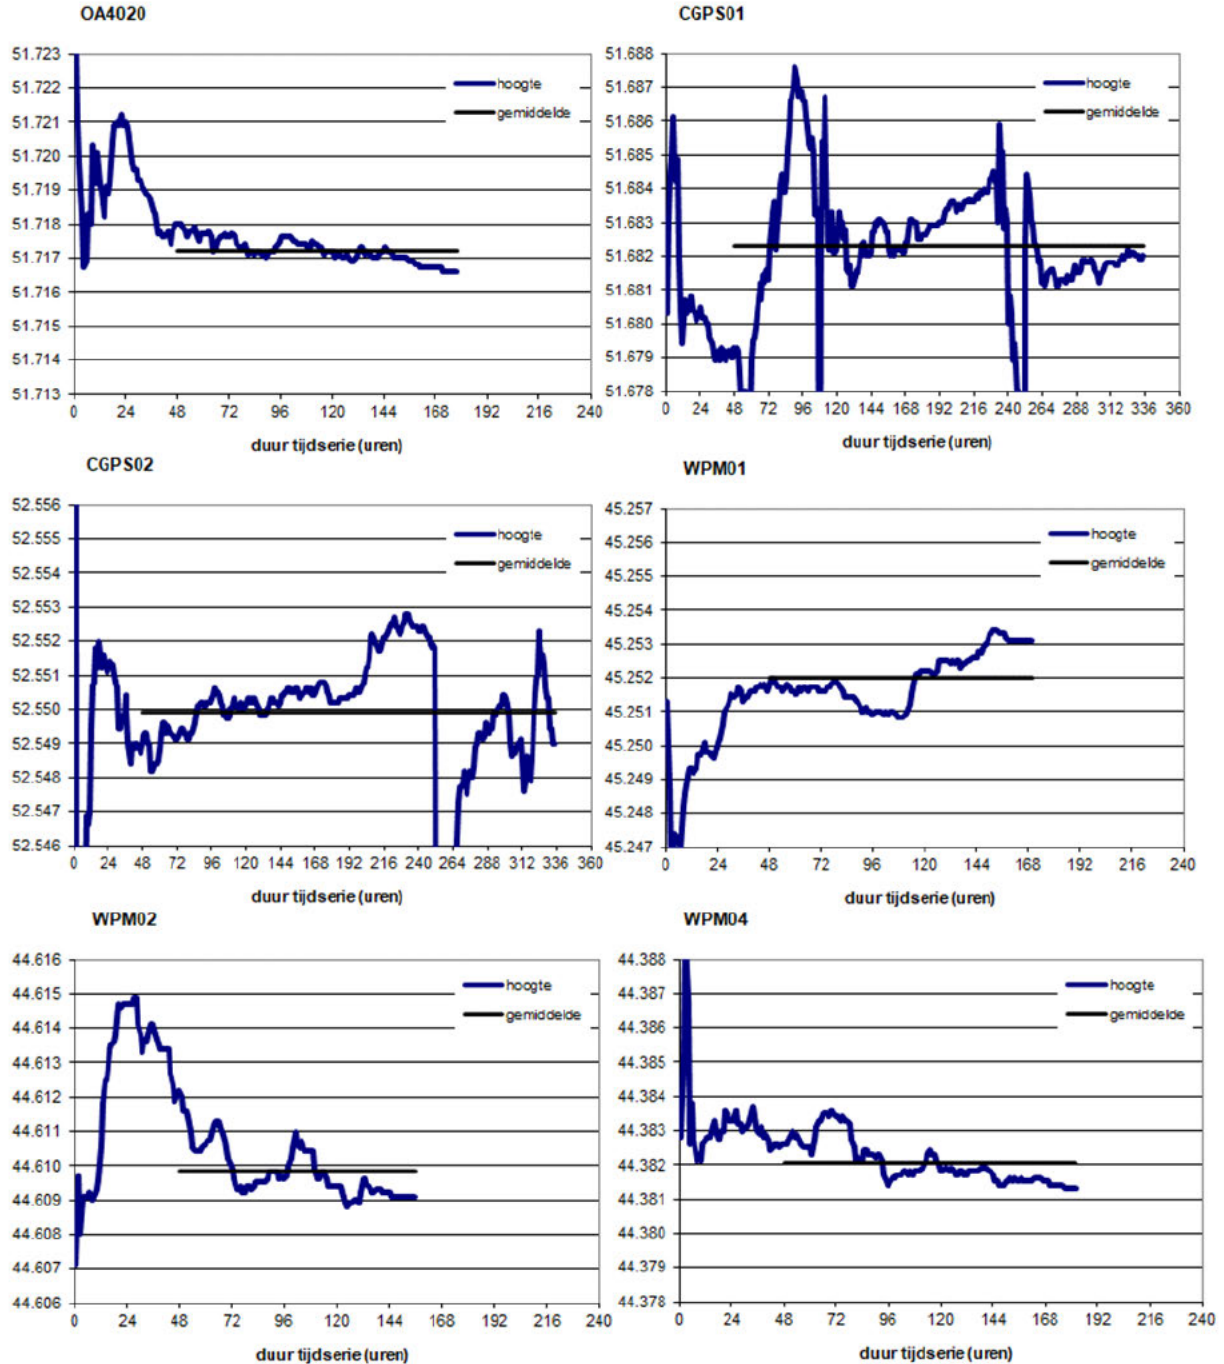 OA4020
51.723
51.722
51.721
51.720
51.719
51.718
51.717
51.716
51.715
51.714
51.713
hoogte
gemiddelde
0 24 48 72 96 120 144 168 192 216 240
duur tijdserie (uren)
CGPS01
51.688
51.687
51.686
51.685
51.684
51.683
51.682
51.681
51.680
51.679
51.678
hoogte
gemiddelde
0 24 48 72 96 120 144 168 192 216 240 264 288 312 336 360
duur tijdserie (uren)
CGPS02
52.556
52.555
52.554
52.553
52.552
52.551
52.550
52.549
52.548
52.547
52.546
hoogte
gemiddelde
0 24 48 72 96 120 144 168 192 216 240 264 288 312 336 360
duur tijdserie (uren)
WPM01
45.257
45.256
45.255
45.254
45.253
45.252
45.251
45.250
45.249
45.248
45.247
hoogte
gemiddelde
0 24 48 72 96 120 144 168 192 216 240
duur tijdserie (uren)
WPM02
44.616
44.615
44.614
44.613
44.612
44.611
44.610
44.609
44.608
44.607
44.606
hoogte
gemiddelde
0 24 48 72 96 120 144 168 192 216 240
duur tijdserie (uren)
WPM04
44.388
44.387
44.386
44.385
44.384
44.383
44.382
44.381
44.380
44.379
44.378
hoogte
gemiddelde
0 24 48 72 96 120 144 168 192 216 240
duur tijdserie (uren)